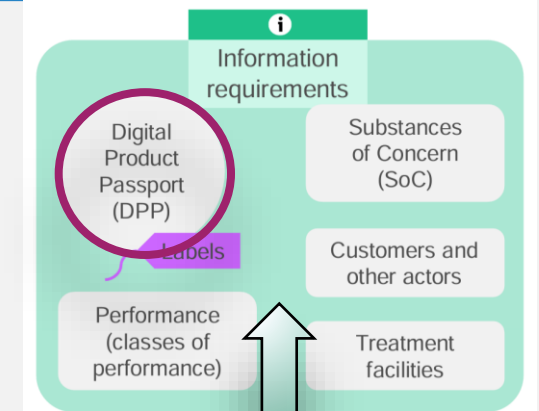 Information
requirements
Digital
Product
Passport
(DPP)
Labels
Performance
(classes of
performance)
Substances
of Concern
(SoC)
Customers and
other actors
Treatment
facilities